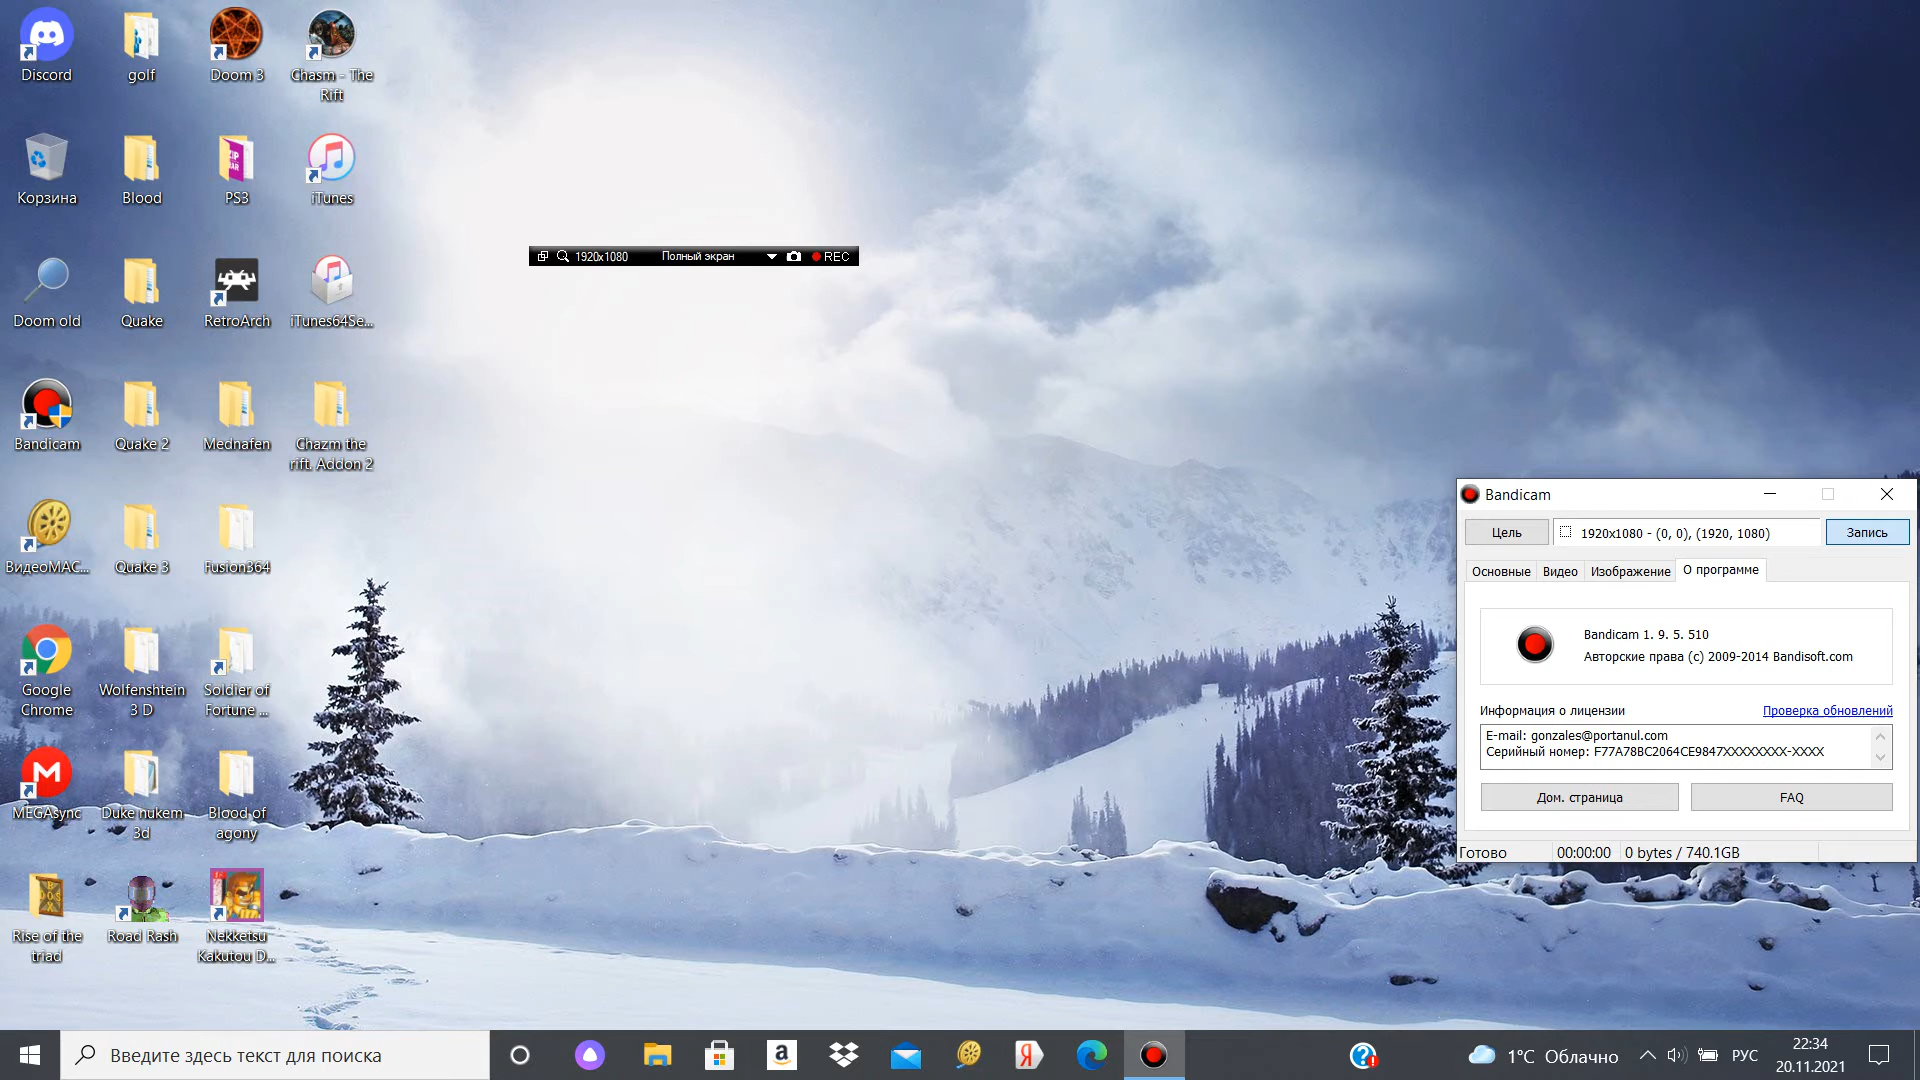 Discord
golf
Doom 3
Chasm - The
Rift
Корзина
Blood
PS3
iTunes
1920x1080
Полный экран
REC
Doom old
Quake
RetroArch
iTunes64Se...
Bandicam
Quake 2
Mednafen
Chazm the
rift. Addon 2
ВидеоМАС...
Quake 3
Fusion364
Google
Chrome
Wolfenshtein
3 D
Soldier of
Fortune ...
MEGAsync
Duke nukem
3d
Blood of
agony
Rise of the
triad
Road Rash
Nekketsu
Kakutou D...
Bandicam
Цель
1920x1080 - (0, 0), (1920, 1080)
Запись
Основные
Видео
Изображение
О программе
Bandicam 1. 9. 5. 510
Авторские права (c) 2009-2014 Bandisoft.com
Информация о лицензии
Проверка обновлений
E-mail: gonzales@portanul.com
Серийный номер: F77A78BC2064CE9847XXXXXXXX-XXXX
Дом. страница
FAQ
Готово
00:00:00
0 bytes / 740.1GB
Введите здесь текст для поиска
1°C Облачно
РУС
22:34
20.11.2021